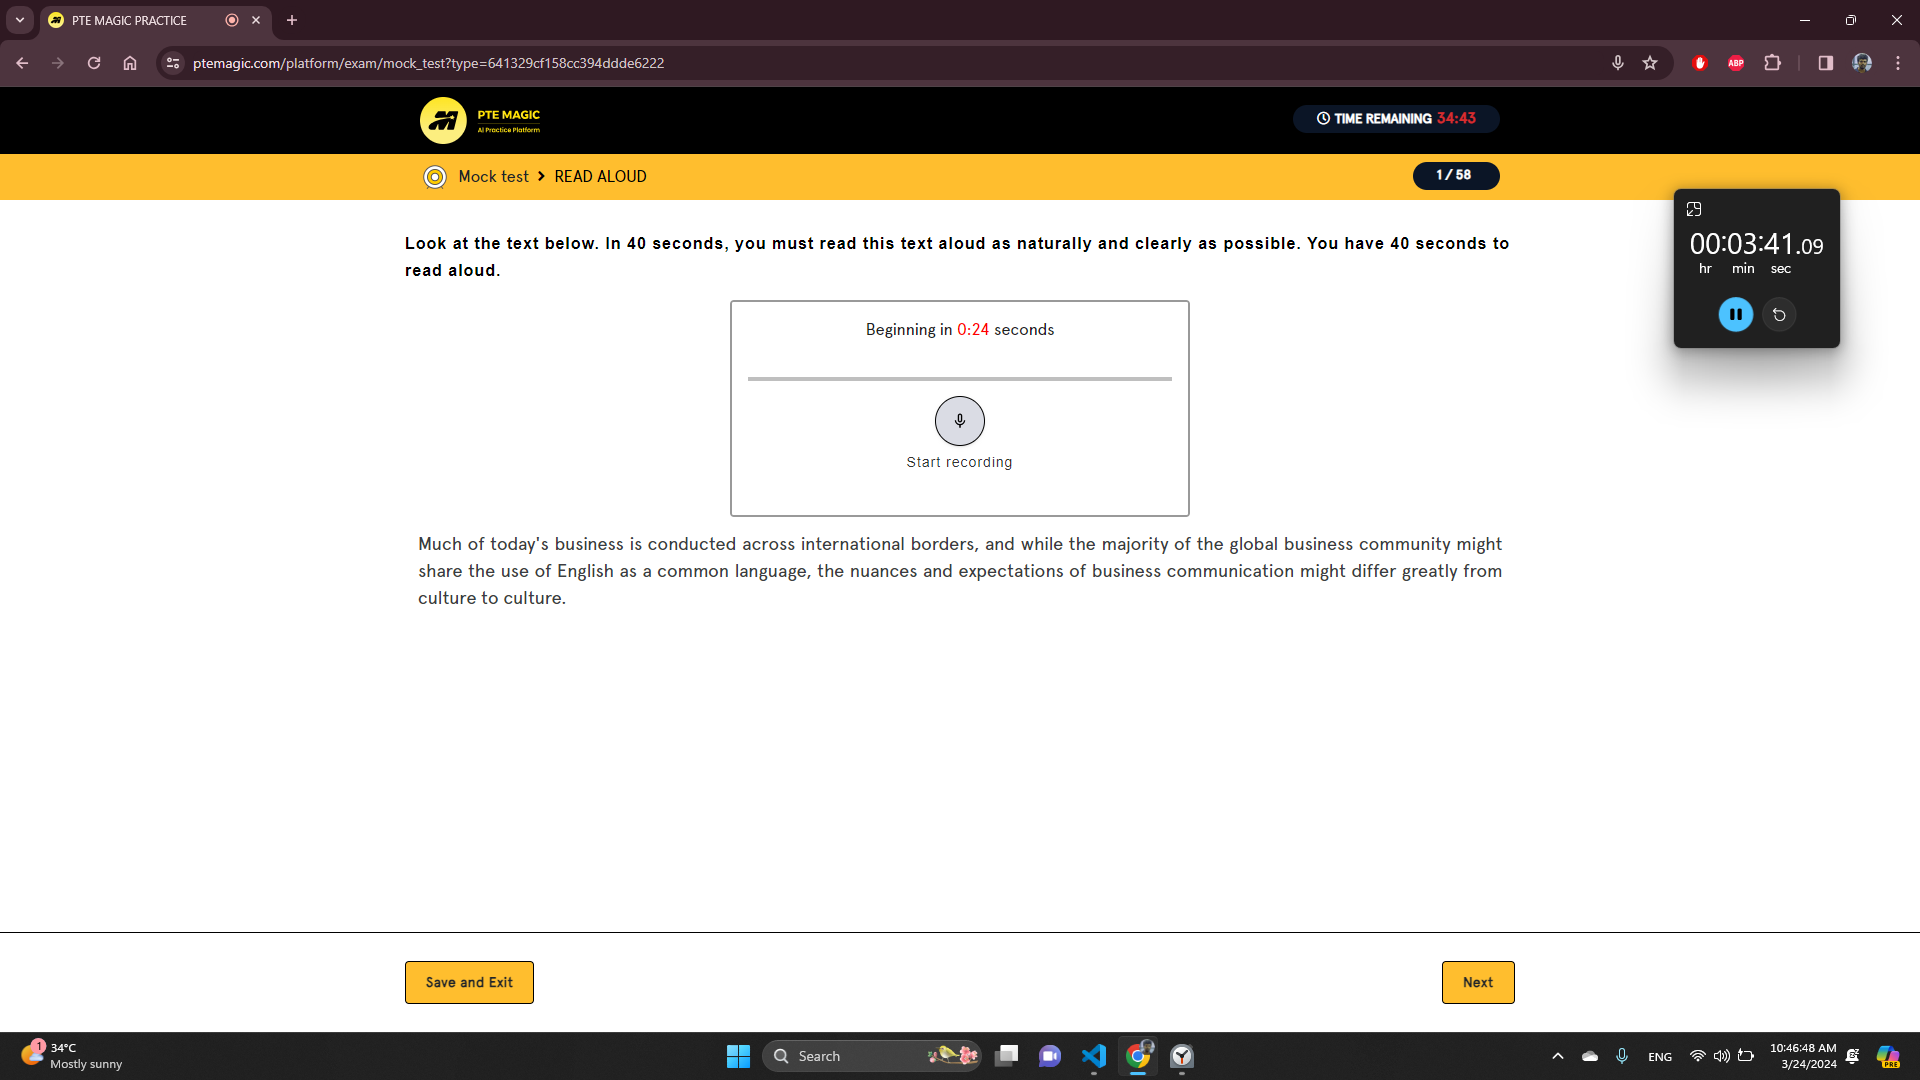 PTE MAGIC PRACTICE
ptemagic.com/platform/exam/mock_test?type=641329cf158cc394ddde6222
ABP
PTE MAGIC
AI Practice Platform
TIME REMAINING 34:43
Mock test > READ ALOUD
1 / 58
Look at the text below. In 40 seconds, you must read this text aloud as naturally and clearly as possible. You have 40 seconds to
read aloud.
00:03:41.09
hr min sec
Beginning in 0:24 seconds
Start recording
Much of today's business is conducted across international borders, and while the majority of the global business community might
share the use of English as a common language, the nuances and expectations of business communication might differ greatly from
culture to culture.
Save and Exit
Next
1
34°C
Mostly sunny
Search
ENG
10:46:48 AM
3/24/2024
PRE